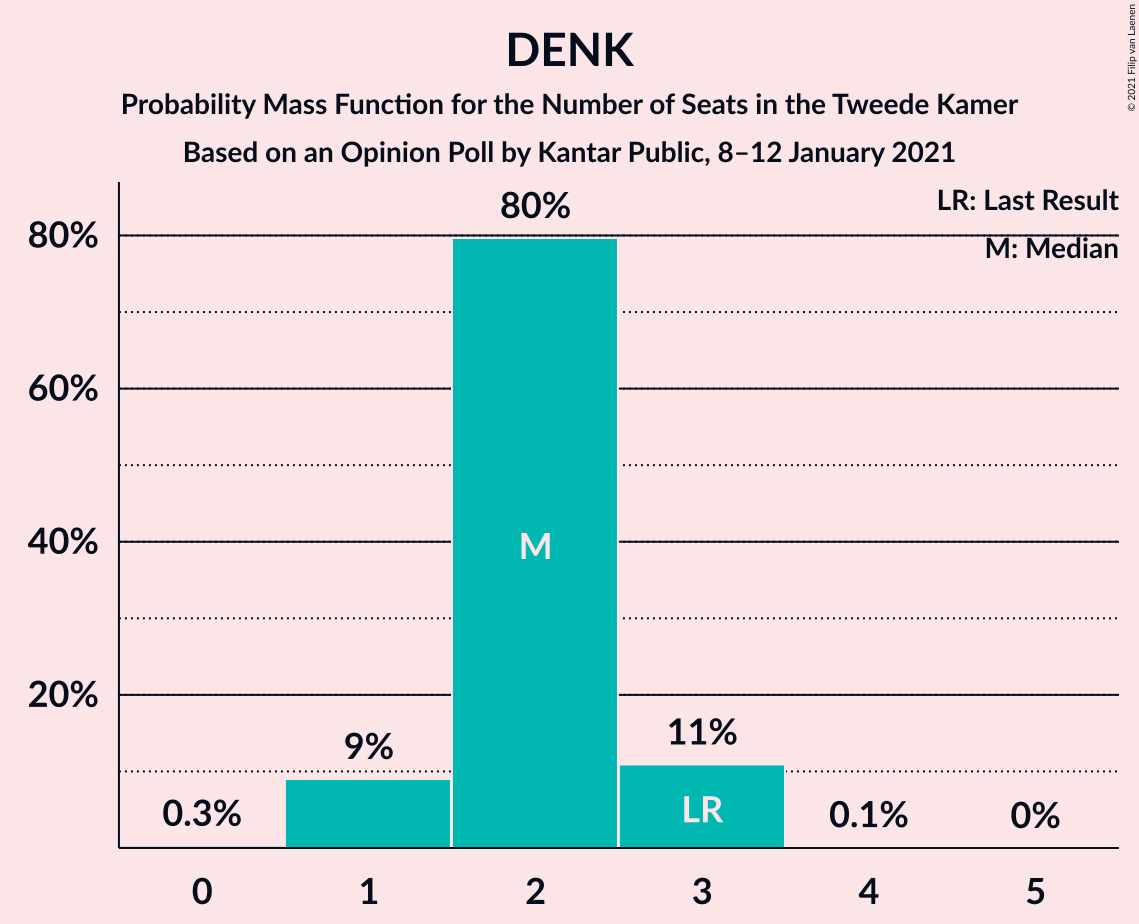 DENK
Probability Mass Function for the Number of Seats in the Tweede Kamer
Based on an Opinion Poll by Kantar Public, 8–12 January 2021
© 2021 Filip van Laenen
LR: Last Result
M: Median
80%
60%
40%
20%
0.3%
9%
80%
11%
0.1%
0%
M
LR
0
1
2
3
4
5